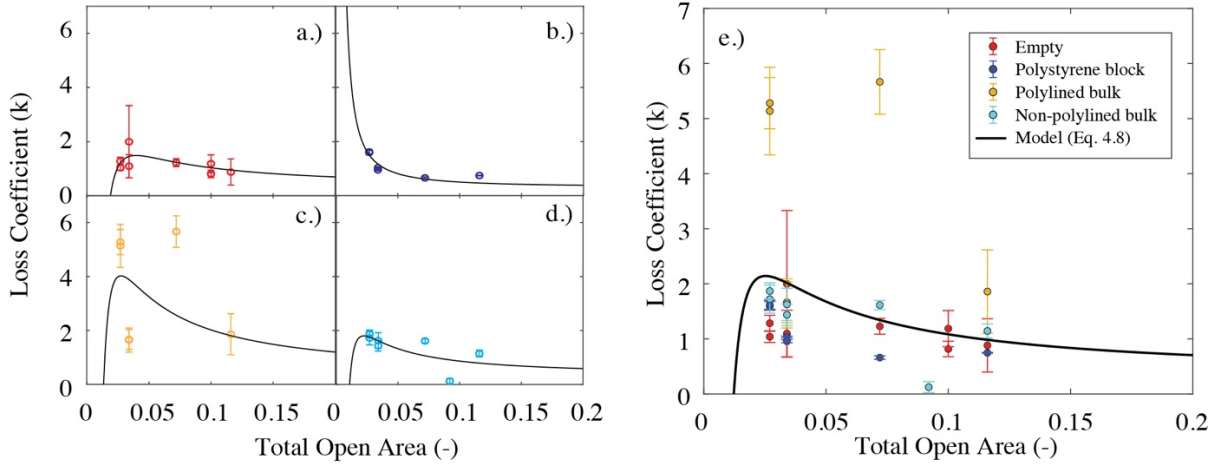 Loss Coefficient (k)
6
4
2
0
a.)
b.)
6
4
2
0
c.)
d.)
0
0.05
0.1
0.15
0
0.05
0.1
0.15
0.2
Total Open Area (-)
Loss Coefficient (k)
7
6
5
4
3
2
1
0
e.)
Empty
Polystyrene block
Polylined bulk
Non-polylined bulk
Model (Eq. 4.8)
0
0.05
0.1
0.15
0.2
Total Open Area (-)